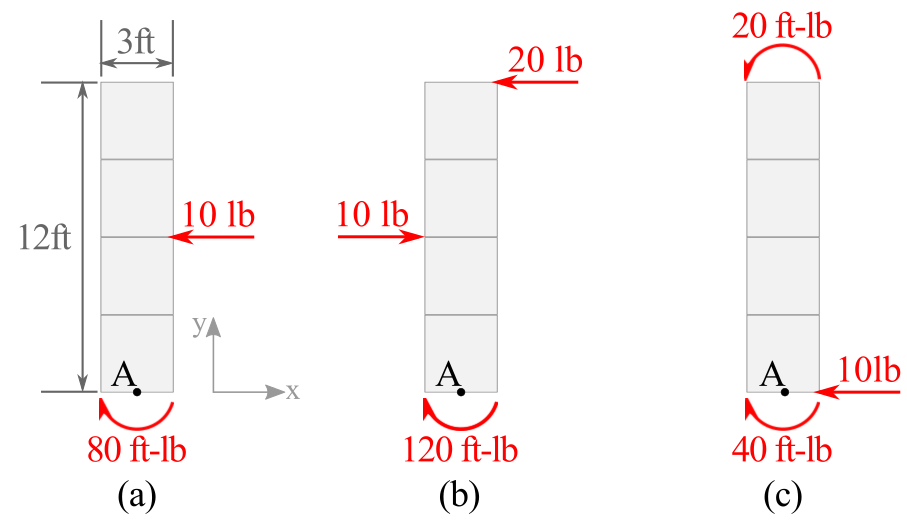 3ft
20 lb
20 ft-lb
10 lb
10 lb
12ft
y
x
A
A
A
10lb
80 ft-lb
120 ft-lb
40 ft-lb
(a)
(b)
(c)